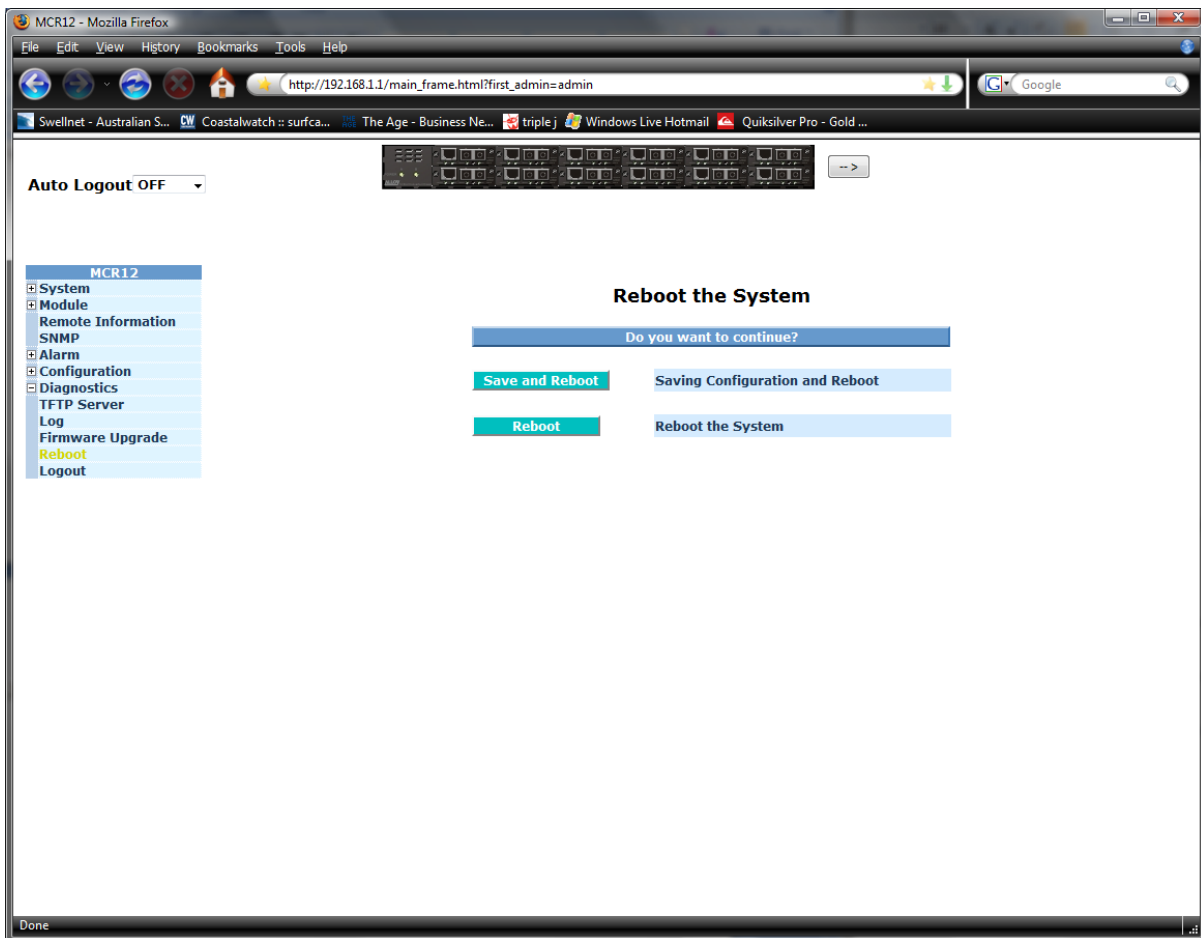 MCR12 - Mozilla Firefox
File Edit View History Bookmarks Tools Help
http://192.168.1.1/main_frame.html?first_admin=admin
G Google
Swellnet - Australian S... CW Coastalwatch :: surfca... The Age - Business Ne... triple j Windows Live Hotmail Quiksilver Pro - Gold ...
-->
Auto Logout OFF
MCR12
System
Module
Remote Information
SNMP
Alarm
Configuration
Diagnostics
TFTP Server
Log
Firmware Upgrade
Reboot
Logout
Reboot the System
Do you want to continue?
Save and Reboot Saving Configuration and Reboot
Reboot Reboot the System
Done